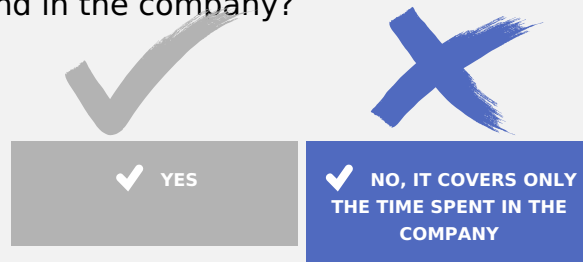 nd in the company?
YES
NO, IT COVERS ONLY
THE TIME SPENT IN THE
COMPANY